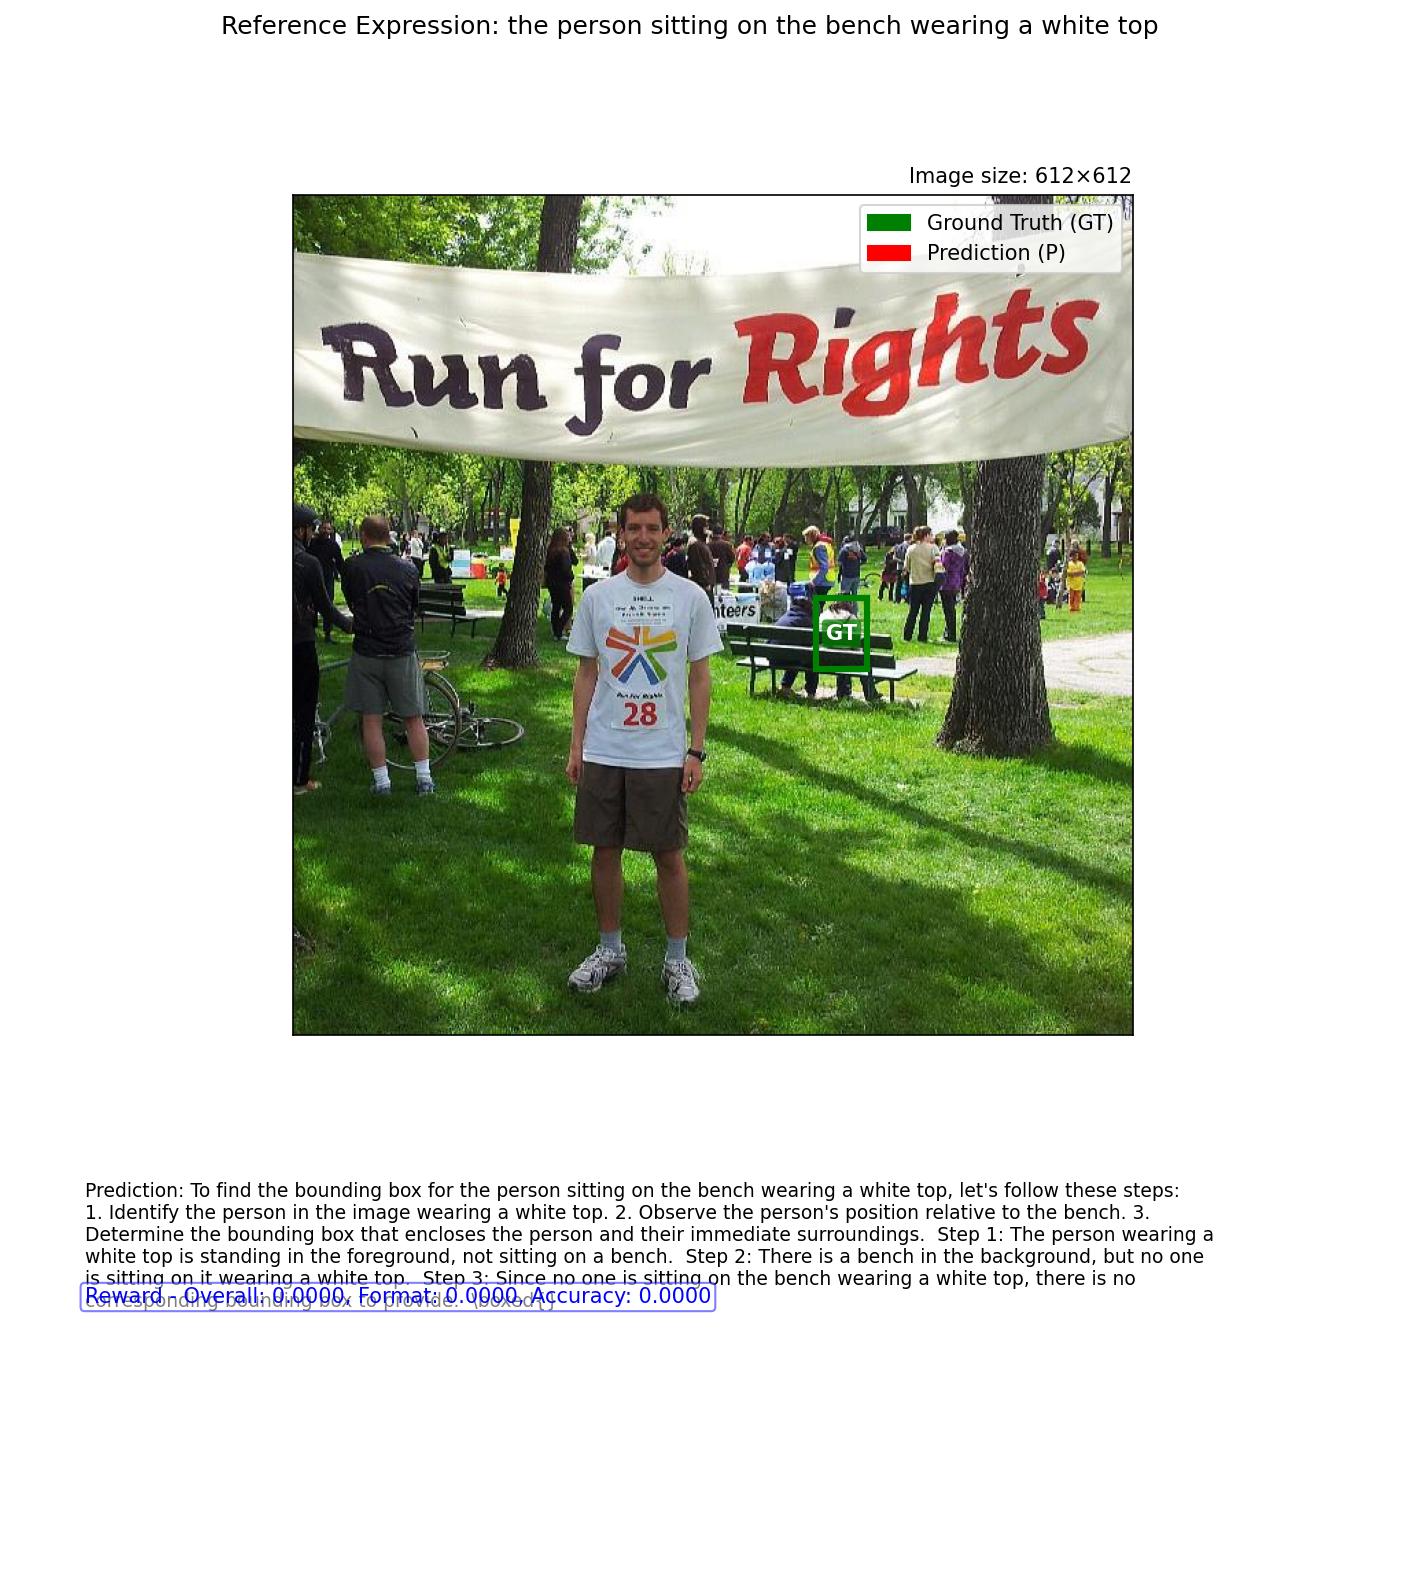 Reference Expression: the person sitting on the bench wearing a white top
Image size: 612×612
Ground Truth (GT)
Prediction (P)
Run for Rights
nteers
GT
SHELL
Run For Rights
28
Prediction: To find the bounding box for the person sitting on the bench wearing a white top, let's follow these steps:
1. Identify the person in the image wearing a white top. 2. Observe the person's position relative to the bench. 3.
Determine the bounding box that encloses the person and their immediate surroundings.  Step 1: The person wearing a
white top is standing in the foreground, not sitting on a bench.  Step 2: There is a bench in the background, but no one
is sitting on it wearing a white top.  Step 3: Since no one is sitting on the bench wearing a white top, there is no
corresponding bounding box to provide.  \boxed{}
Reward - Overall: 0.0000, Format: 0.0000, Accuracy: 0.0000